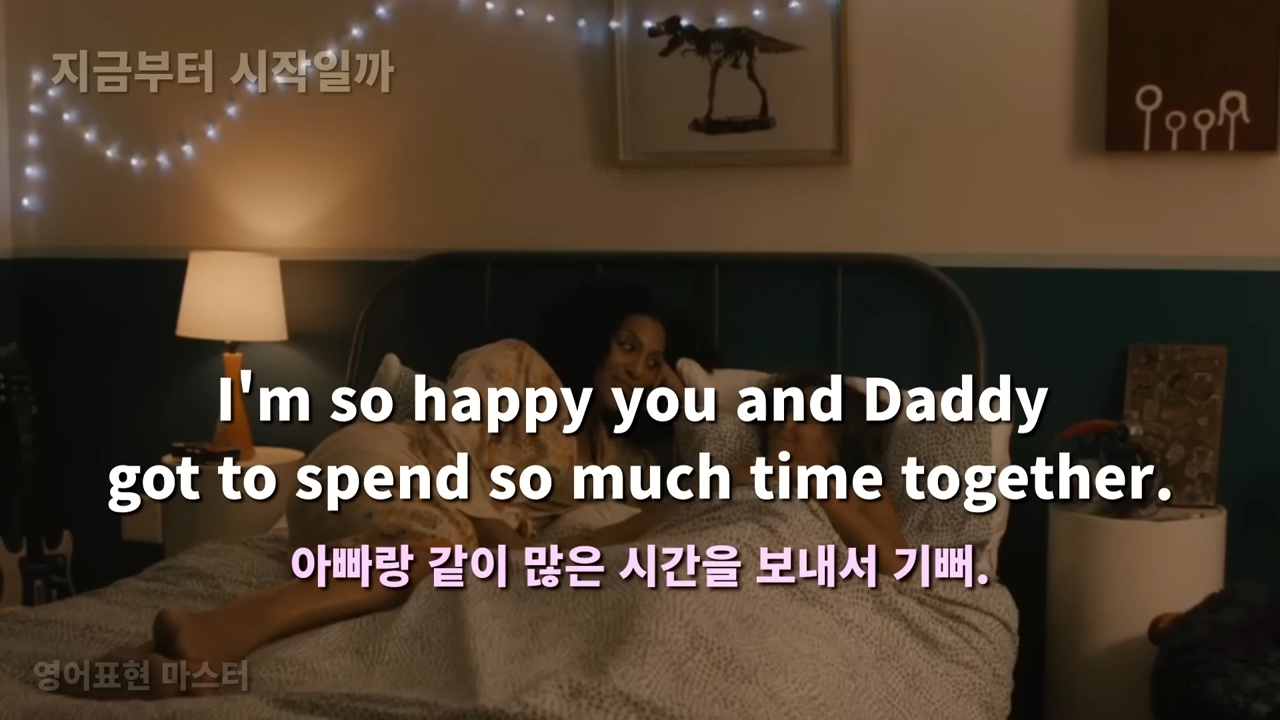 지금부터 시작일까
I'm so happy you and Daddy
got to spend so much time together.
아빠랑 같이 많은 시간을 보내서 기뻐.
영어표현 마스터